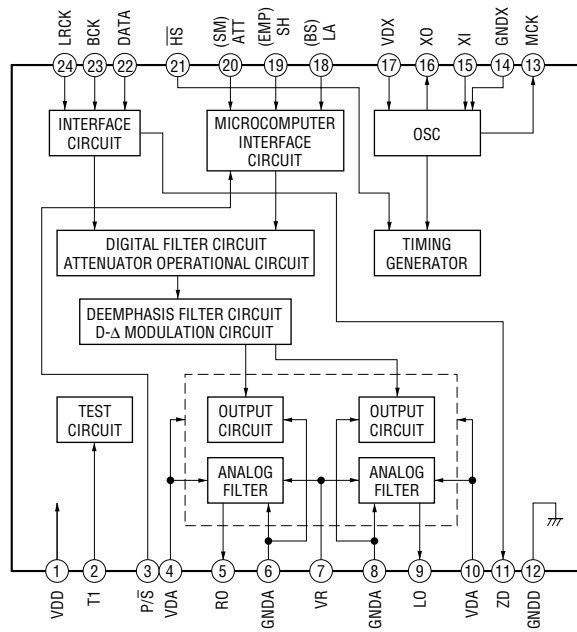 LRCK
BCK
DATA
H̅S̅
(SM)
ATT
(EMP)
SH
(BS)
LA
VDX
XO
XI
GNDX
MCK
24
23
22
21
20
19
18
17
16
15
14
13
INTERFACE
CIRCUIT
MICROCOMPUTER
INTERFACE
CIRCUIT
OSC
DIGITAL FILTER CIRCUIT
ATTENUATOR OPERATIONAL CIRCUIT
TIMING
GENERATOR
DEEMPHASIS FILTER CIRCUIT
D-Δ MODULATION CIRCUIT
TEST
CIRCUIT
OUTPUT
CIRCUIT
OUTPUT
CIRCUIT
ANALOG
FILTER
ANALOG
FILTER
1
2
3
4
5
6
7
8
9
10
11
12
VDD
T1
P/S̅
VDA
RO
GNDA
VR
GNDA
LO
VDA
ZD
GNDD